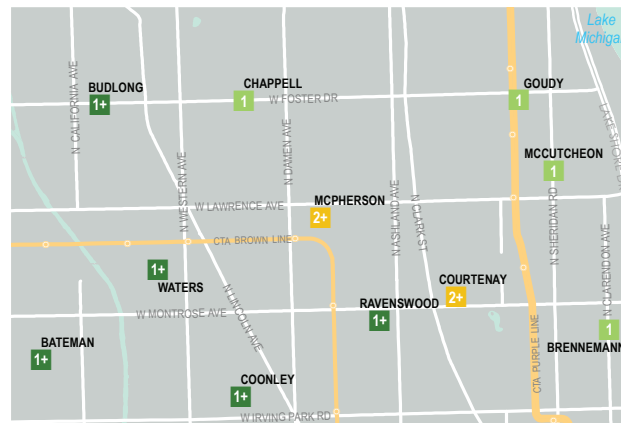 Lake
Michigan
BUDLONG
1+
CHAPPELL
1
GOUDY
1
W FOSTER DR
N CALIFORNIA AVE
N WESTERN AVE
N DAMEN AVE
LAKE SHORE
MCCUTCHEON
1
W LAWRENCE AVE
MCPHERSON
2+
N ASHLAND AVE
N CLARK ST
N SHERIDAN RD
N CLARENDON AVE
CTA BROWN LINE
1+
WATERS
N LINCOLN AVE
COURTENAY
2+
RAVENSWOOD
1+
W MONTROSE AVE
CTA PURPLE LINE
1
BRENNEMANN
BATEMAN
1+
COONLEY
1+
W IRVING PARK RD